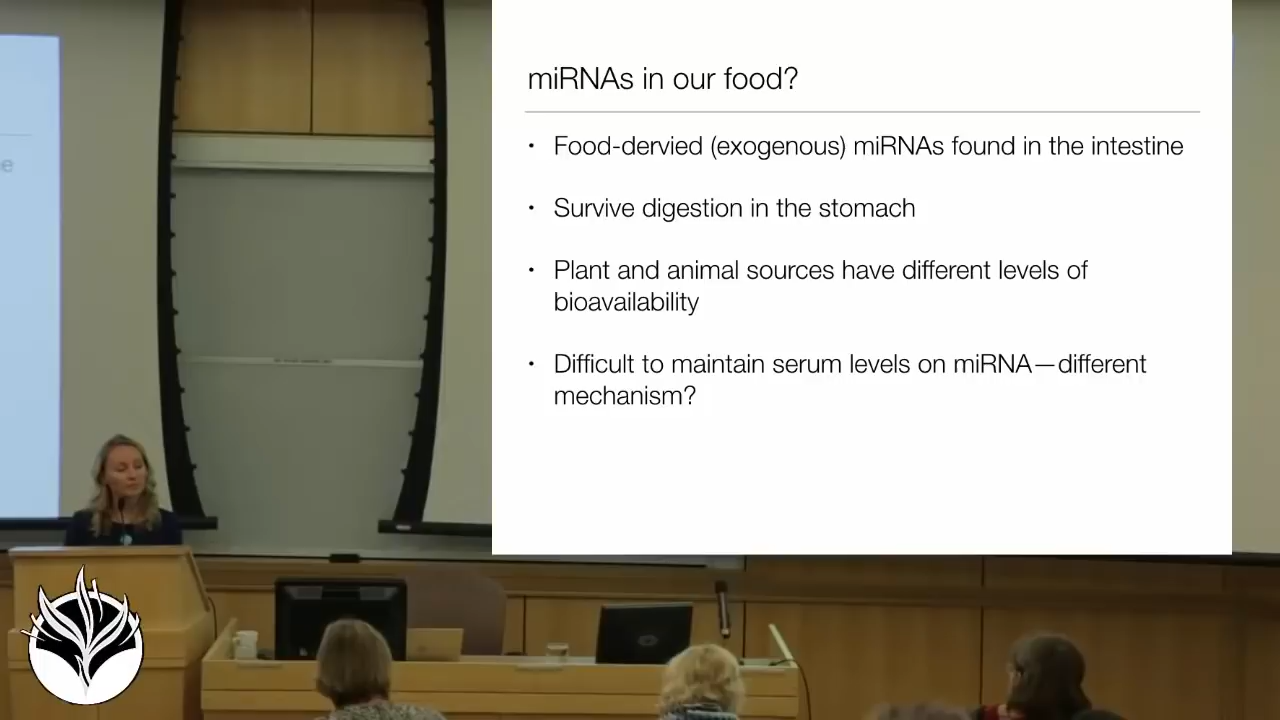 miRNAs in our food?
• Food-dervied (exogenous) miRNAs found in the intestine
• Survive digestion in the stomach
• Plant and animal sources have different levels of
bioavailability
• Difficult to maintain serum levels on miRNA—different
mechanism?